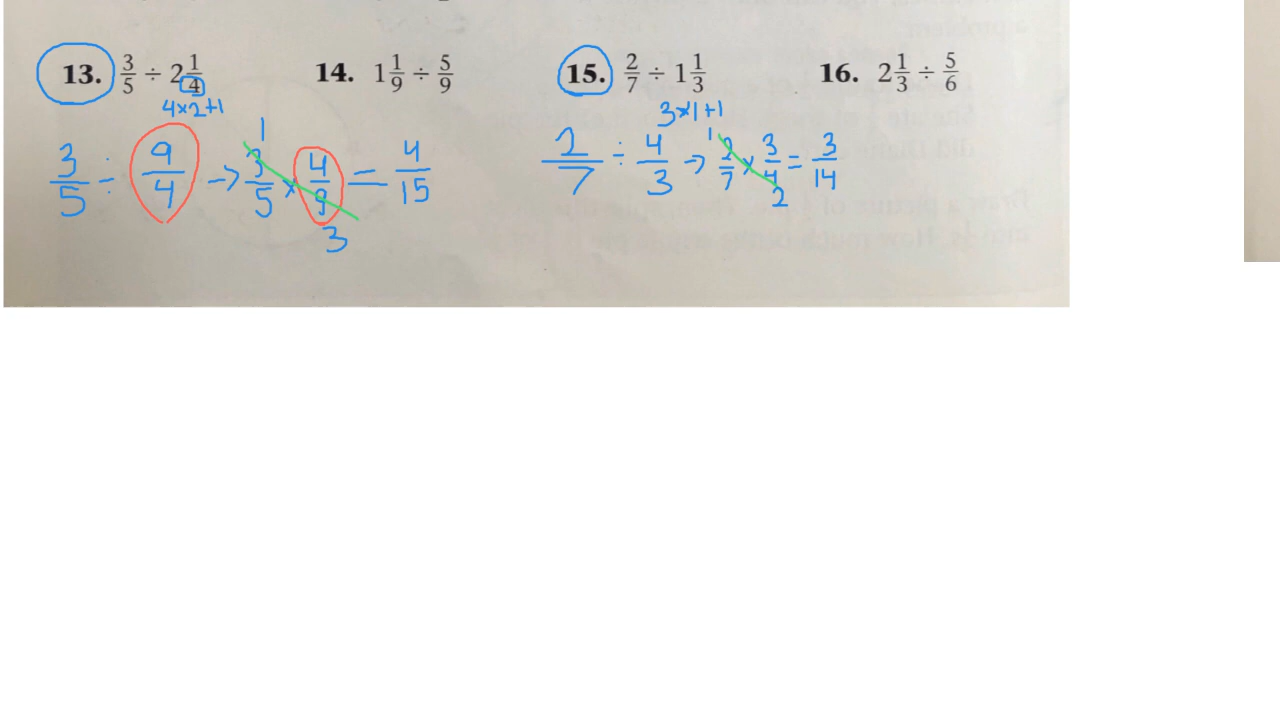 13. 3/5 ÷ 2 1/4 14. 1 1/9 ÷ 5/9 15. 2/7 ÷ 1 1/3 16. 2 1/3 ÷ 5/6
4×2+1 3×1+1
3/5 ÷ 9/4 → 3/5 × 4/9 = 4/15 2/7 ÷ 4/3 → 2/7 × 3/4 = 3/14
1 3 1 2